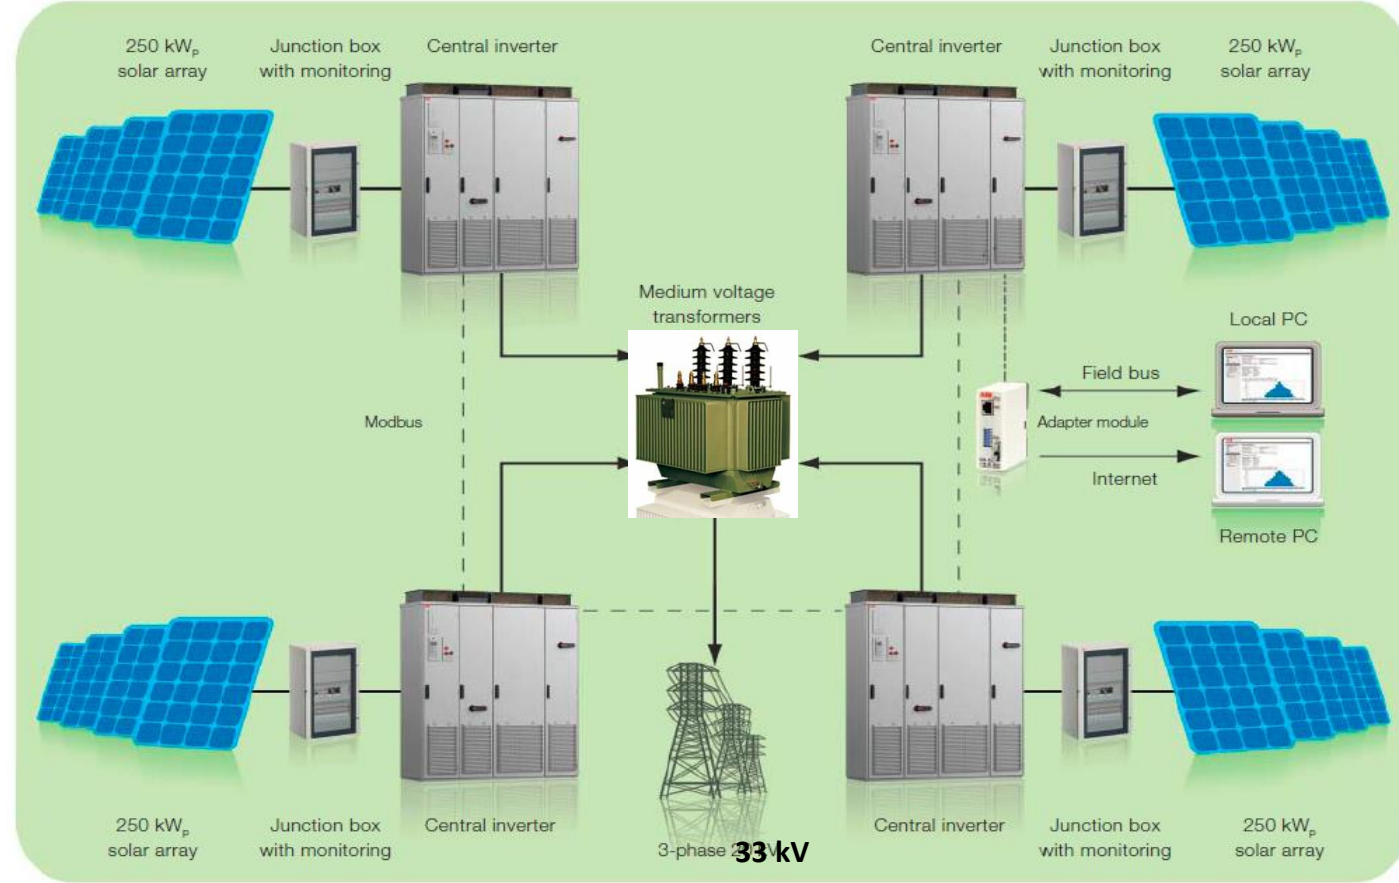 250 kWp
solar array
Junction box
with monitoring
Central inverter
Central inverter
Junction box
with monitoring
250 kWp
solar array
Medium voltage
transformers
Local PC
Field bus
Modbus
ABB
Adapter module
Internet
Remote PC
250 kWp
solar array
Junction box
with monitoring
Central inverter
3-phase
33 kV
Central inverter
Junction box
with monitoring
250 kWp
solar array